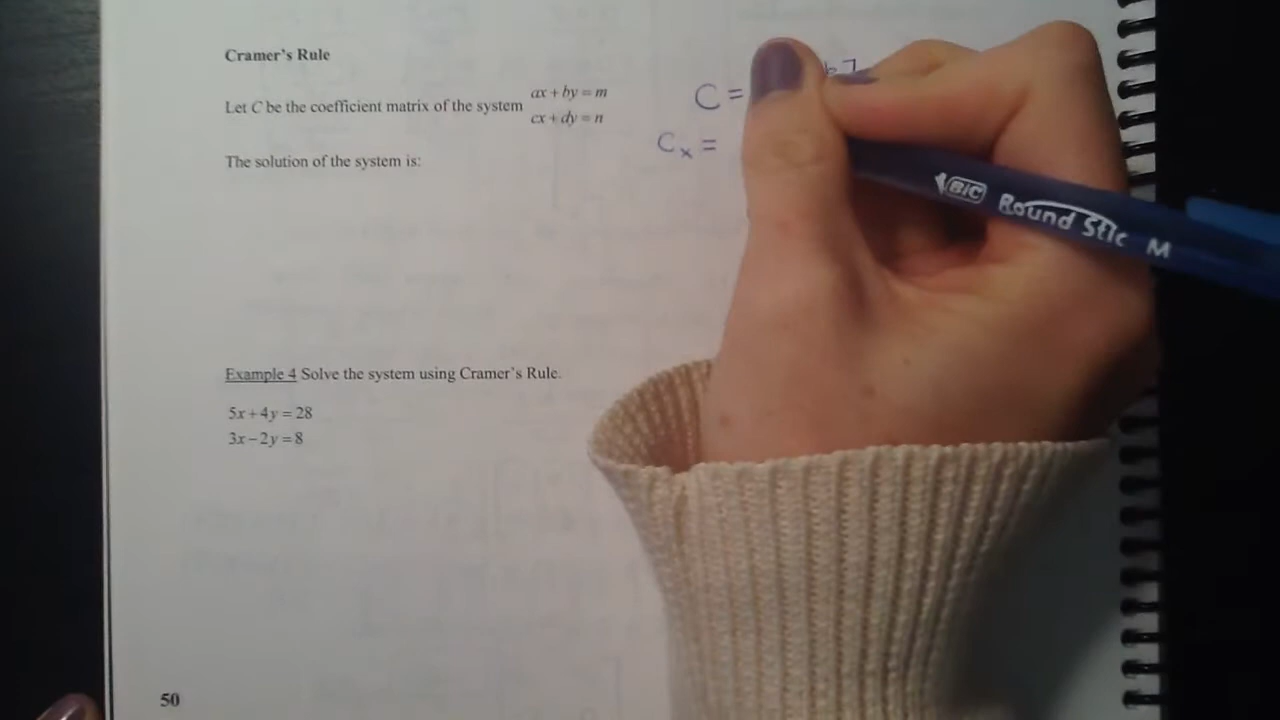 Cramer's Rule
Let C be the coefficient matrix of the system
ax + by = m
cx + dy = n
The solution of the system is:
C =
b]
Cx =
BIC Round Stic M
Example 4 Solve the system using Cramer's Rule.
5x + 4y = 28
3x − 2y = 8
50